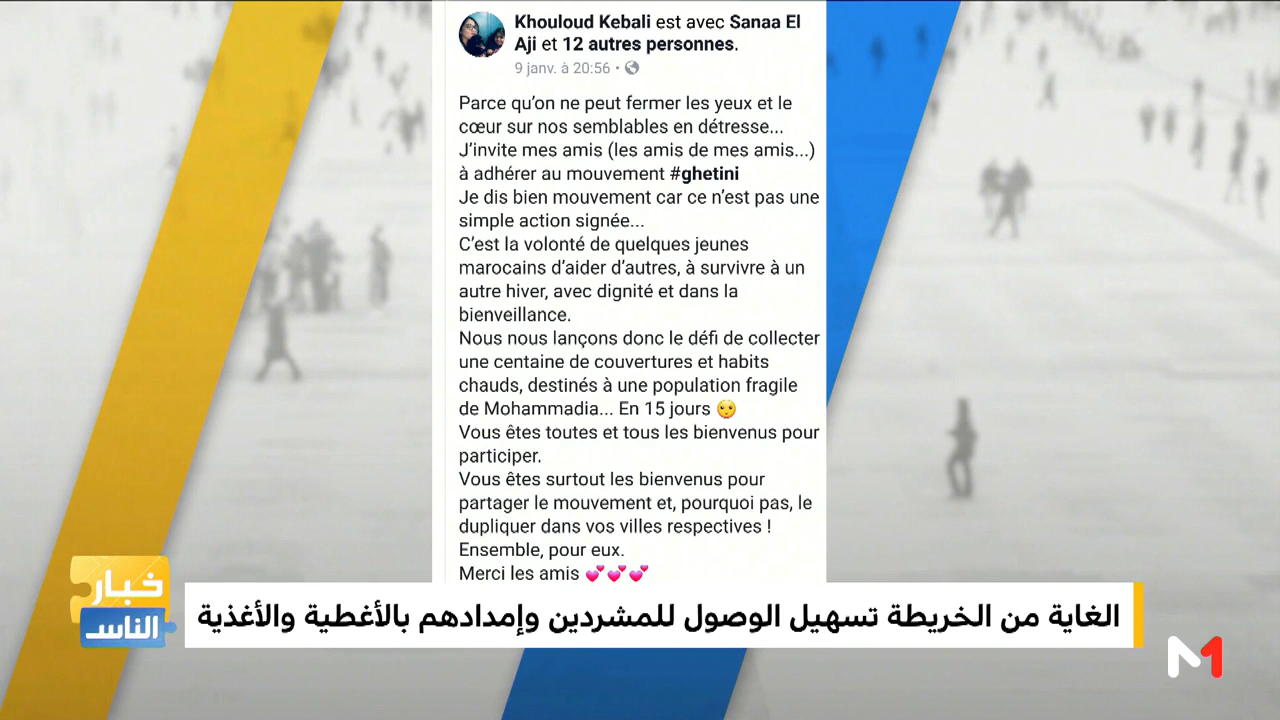 Khouloud Kebali est avec Sanaa El
Aji et 12 autres personnes.
9 janv. à 20:56 •
Parce qu’on ne peut fermer les yeux et le
cœur sur nos semblables en détresse...
J’invite mes amis (les amis de mes amis...)
à adhérer au mouvement #ghetini
Je dis bien mouvement car ce n’est pas une
simple action signée...
C’est la volonté de quelques jeunes
marocains d’aider d’autres, à survivre à un
autre hiver, avec dignité et dans la
bienveillance.
Nous nous lançons donc le défi de collecter
une centaine de couvertures et habits
chauds, destinés à une population fragile
de Mohammadia... En 15 jours 🙄
Vous êtes toutes et tous les bienvenus pour
participer.
Vous êtes surtout les bienvenus pour
partager le mouvement et, pourquoi pas, le
dupliquer dans vos villes respectives !
Ensemble, pour eux.
Merci les amis 💕💕💕
خبار
الناس
الغاية من الخريطة تسهيل الوصول للمشردين وإمدادهم بالأغطية والأغذية
M1